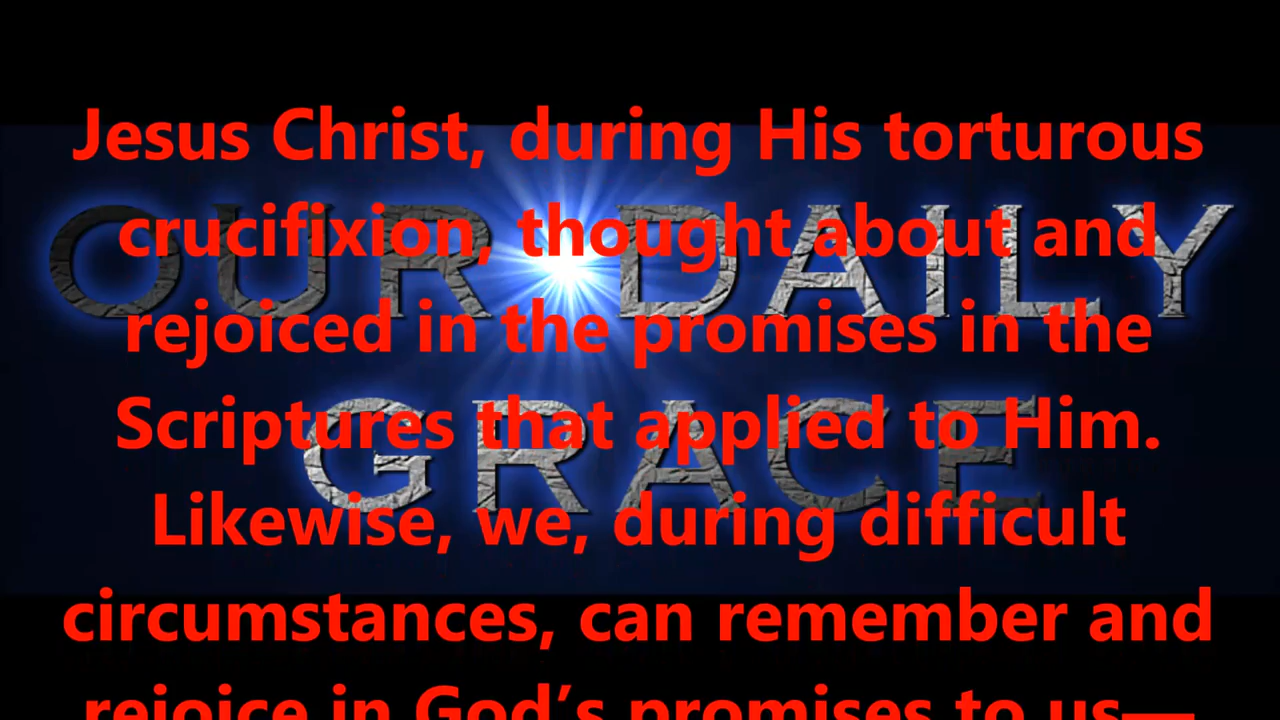 Jesus Christ, during His torturous
OUR DAILY
crucifixion, thought about and
rejoiced in the promises in the
Scriptures that applied to Him.
GRACE
Likewise, we, during difficult
circumstances, can remember and
rejoice in God’s promises to us—